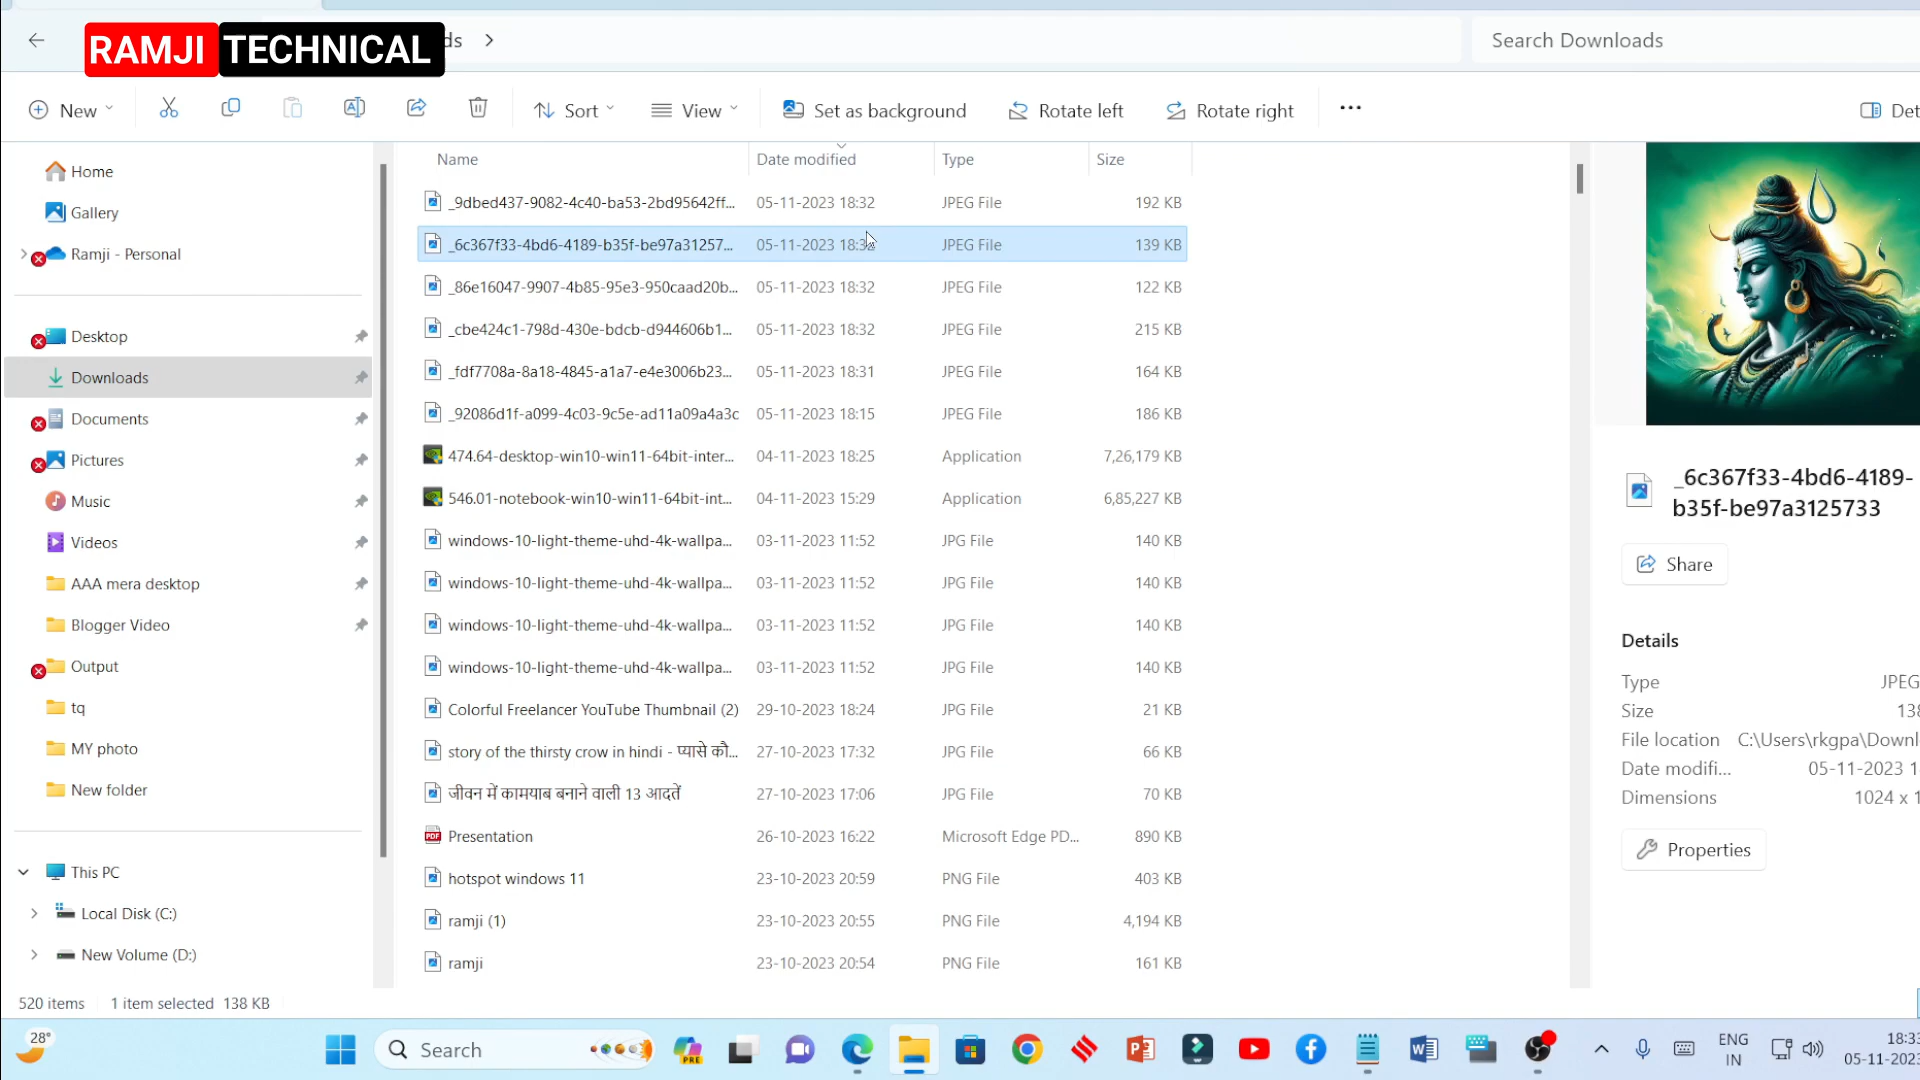 RAMJI TECHNICAL
ds
Search Downloads
New
Sort
View
Set as background
Rotate left
Rotate right
Det
Home
Gallery
Ramji - Personal
Desktop
Downloads
Documents
Pictures
Music
Videos
AAA mera desktop
Blogger Video
Output
tq
MY photo
New folder
This PC
Local Disk (C:)
New Volume (D:)
Name Date modified Type Size
_9dbed437-9082-4c40-ba53-2bd95642ff... 05-11-2023 18:32 JPEG File 192 KB
_6c367f33-4bd6-4189-b35f-be97a31257... 05-11-2023 18:32 JPEG File 139 KB
_86e16047-9907-4b85-95e3-950caad20b... 05-11-2023 18:32 JPEG File 122 KB
_cbe424c1-798d-430e-bdcb-d944606b1... 05-11-2023 18:32 JPEG File 215 KB
_fdf7708a-8a18-4845-a1a7-e4e3006b23... 05-11-2023 18:31 JPEG File 164 KB
_92086d1f-a099-4c03-9c5e-ad11a09a4a3c 05-11-2023 18:15 JPEG File 186 KB
474.64-desktop-win10-win11-64bit-inter... 04-11-2023 18:25 Application 7,26,179 KB
546.01-notebook-win10-win11-64bit-int... 04-11-2023 15:29 Application 6,85,227 KB
windows-10-light-theme-uhd-4k-wallpa... 03-11-2023 11:52 JPG File 140 KB
windows-10-light-theme-uhd-4k-wallpa... 03-11-2023 11:52 JPG File 140 KB
windows-10-light-theme-uhd-4k-wallpa... 03-11-2023 11:52 JPG File 140 KB
windows-10-light-theme-uhd-4k-wallpa... 03-11-2023 11:52 JPG File 140 KB
Colorful Freelancer YouTube Thumbnail (2) 29-10-2023 18:24 JPG File 21 KB
story of the thirsty crow in hindi - प्यासे कौ... 27-10-2023 17:32 JPG File 66 KB
जीवन में कामयाब बनाने वाली 13 आदतें 27-10-2023 17:06 JPG File 70 KB
Presentation 26-10-2023 16:22 Microsoft Edge PD... 890 KB
hotspot windows 11 23-10-2023 20:59 PNG File 403 KB
ramji (1) 23-10-2023 20:55 PNG File 4,194 KB
ramji 23-10-2023 20:54 PNG File 161 KB
_6c367f33-4bd6-4189-
b35f-be97a3125733
Share
Details
Type JPEG
Size 138
File location C:\Users\rkgpa\Downl
Date modifi... 05-11-2023 1
Dimensions 1024 x 1
Properties
520 items 1 item selected 138 KB
28°
Search
PRE
ENG
IN
18:33
05-11-2023